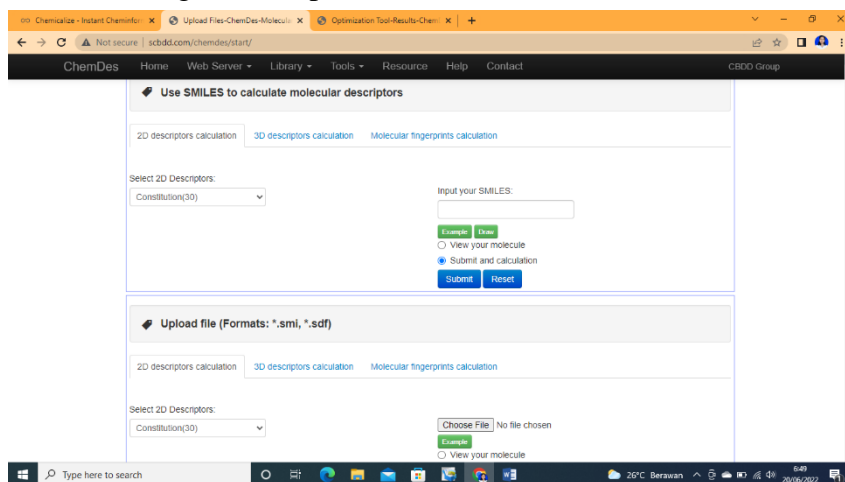 Chemicalize - Instant Cheminfor
Upload Files-ChemDes-Molecula
Optimization Tool-Results-Chem
Not secure | scbdd.com/chemdes/start/
ChemDes Home Web Server Library Tools Resource Help Contact CBDD Group
Use SMILES to calculate molecular descriptors
2D descriptors calculation 3D descriptors calculation Molecular fingerprints calculation
Select 2D Descriptors:
Constitution(30)
Input your SMILES:
Example Draw
View your molecule
Submit and calculation
Submit Reset
Upload file (Formats: *.smi, *.sdf)
2D descriptors calculation 3D descriptors calculation Molecular fingerprints calculation
Select 2D Descriptors:
Constitution(30)
Choose File No file chosen
Example
View your molecule
Type here to search
26°C Berawan
6:49
20/06/2022